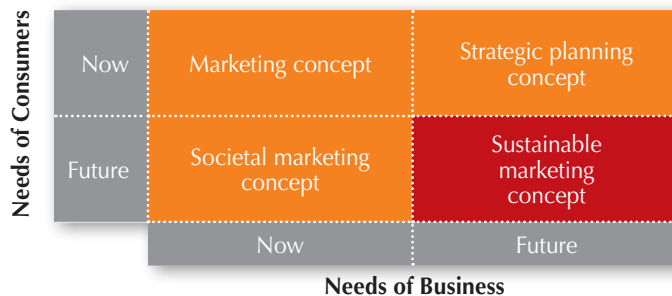 Needs of Consumers
Now
Marketing concept
Strategic planning
concept
Future
Societal marketing
concept
Sustainable
marketing
concept
Now
Future
Needs of Business